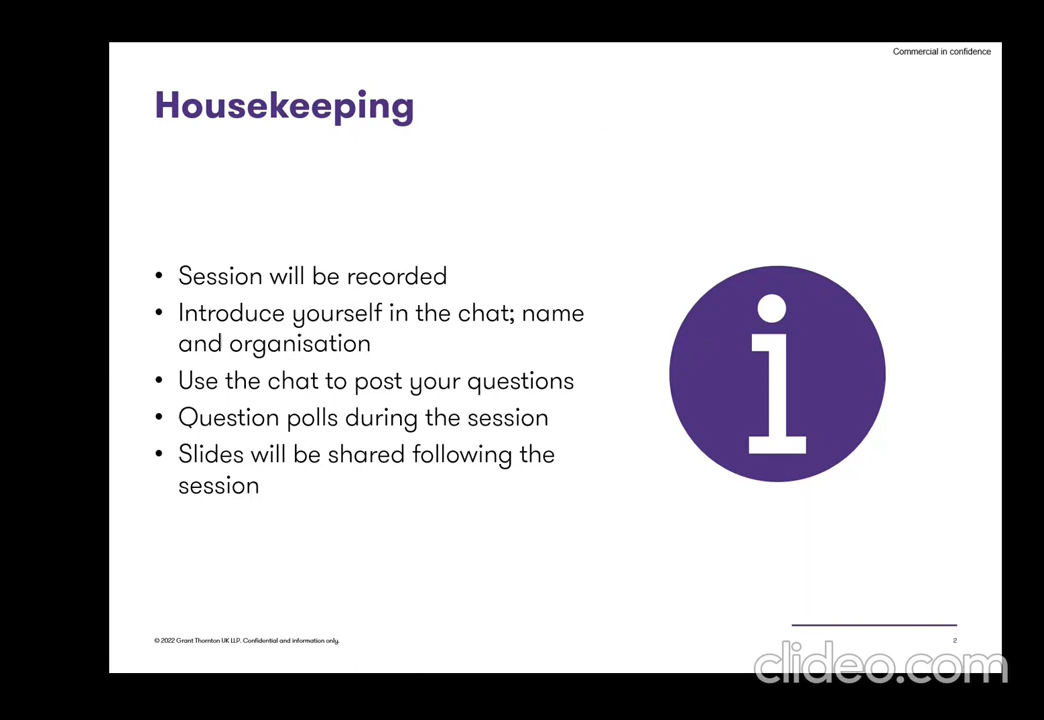 Commercial in confidence
Housekeeping
• Session will be recorded
• Introduce yourself in the chat; name
and organisation
• Use the chat to post your questions
• Question polls during the session
• Slides will be shared following the
session
© 2022 Grant Thornton UK LLP. Confidential and information only.
2
clideo.com